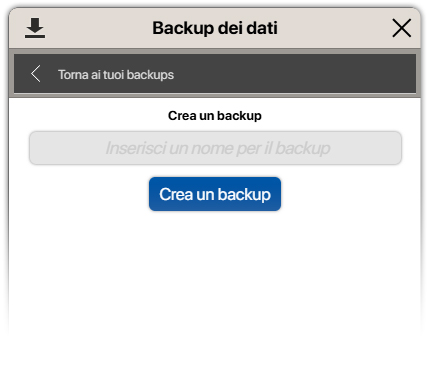 Backup dei dati
Torna ai tuoi backups
Crea un backup
Inserisci un nome per il backup
Crea un backup